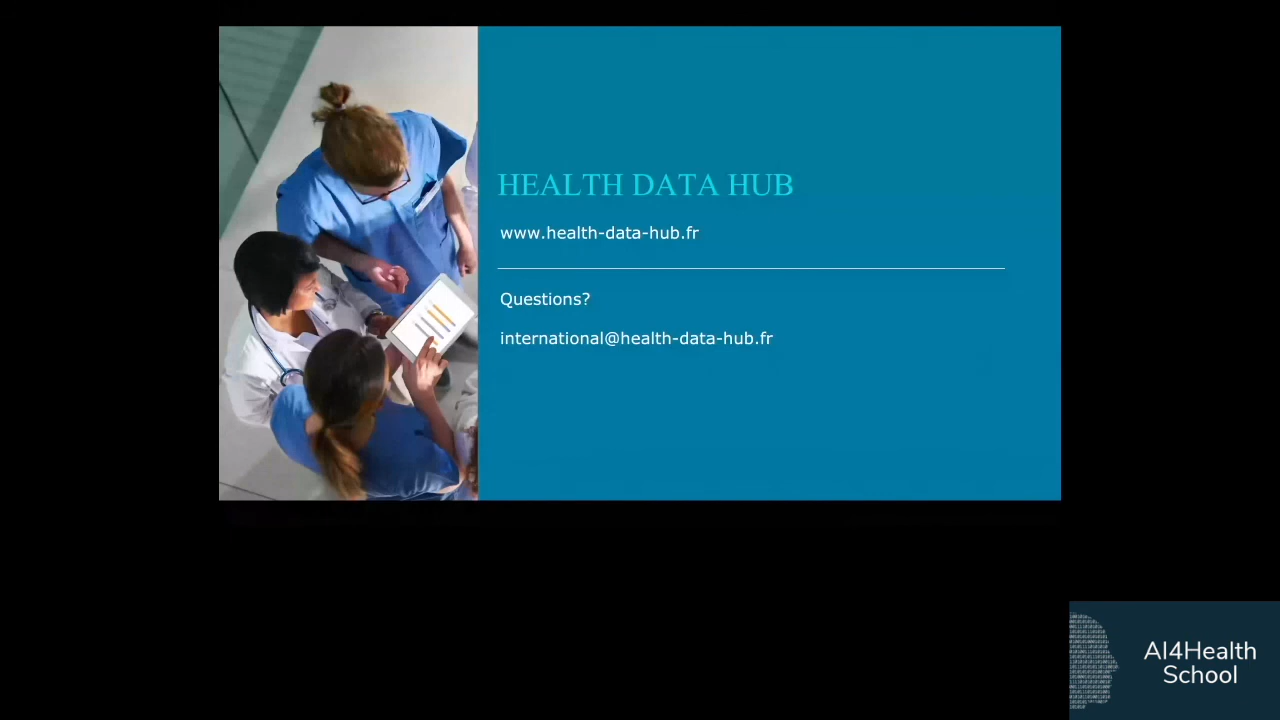 HEALTH DATA HUB
www.health-data-hub.fr
Questions?
international@health-data-hub.fr
AI4Health
School